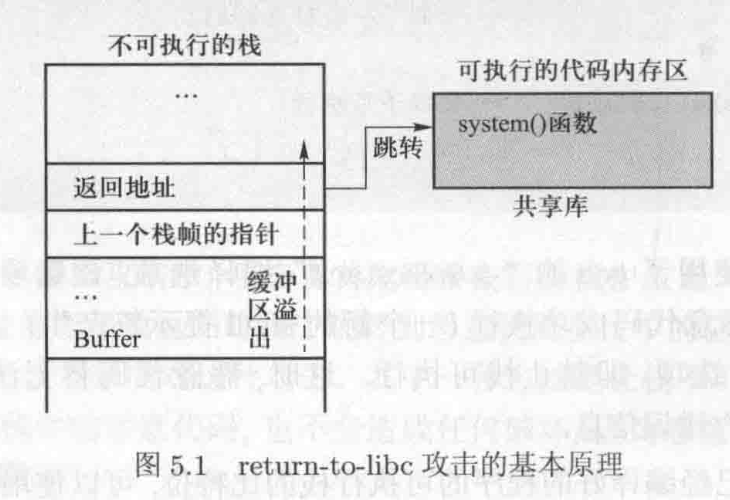 不可执行的栈
...
返回地址
上一个栈帧的指针
...
Buffer
缓冲
区溢
出
跳转
可执行的代码内存区
system()函数
共享库
图 5.1 return-to-libc 攻击的基本原理